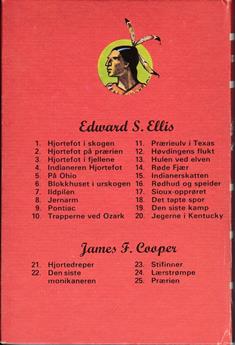 Edward S. Ellis
1. Hjortefot i skogen
2. Hjortefot på prærien
3. Hjortefot i fjellene
4. Indianeren Hjortefot
5. På Ohio
6. Blokkhuset i urskogen
7. Ildpilen
8. Jernarm
9. Pontiac
10. Trapperne ved Ozark
11. Prærieulv i Texas
12. Høvdingens flukt
13. Hulen ved elven
14. Røde Fjær
15. Indianerskatten
16. Rødhud og speider
17. Sioux-opprøret
18. Det tapte spor
19. Den siste kamp
20. Jegerne i Kentucky
James F. Cooper
21. Hjortedreper
22. Den siste
monikaneren
23. Stifinner
24. Lærstrømpe
25. Prærien